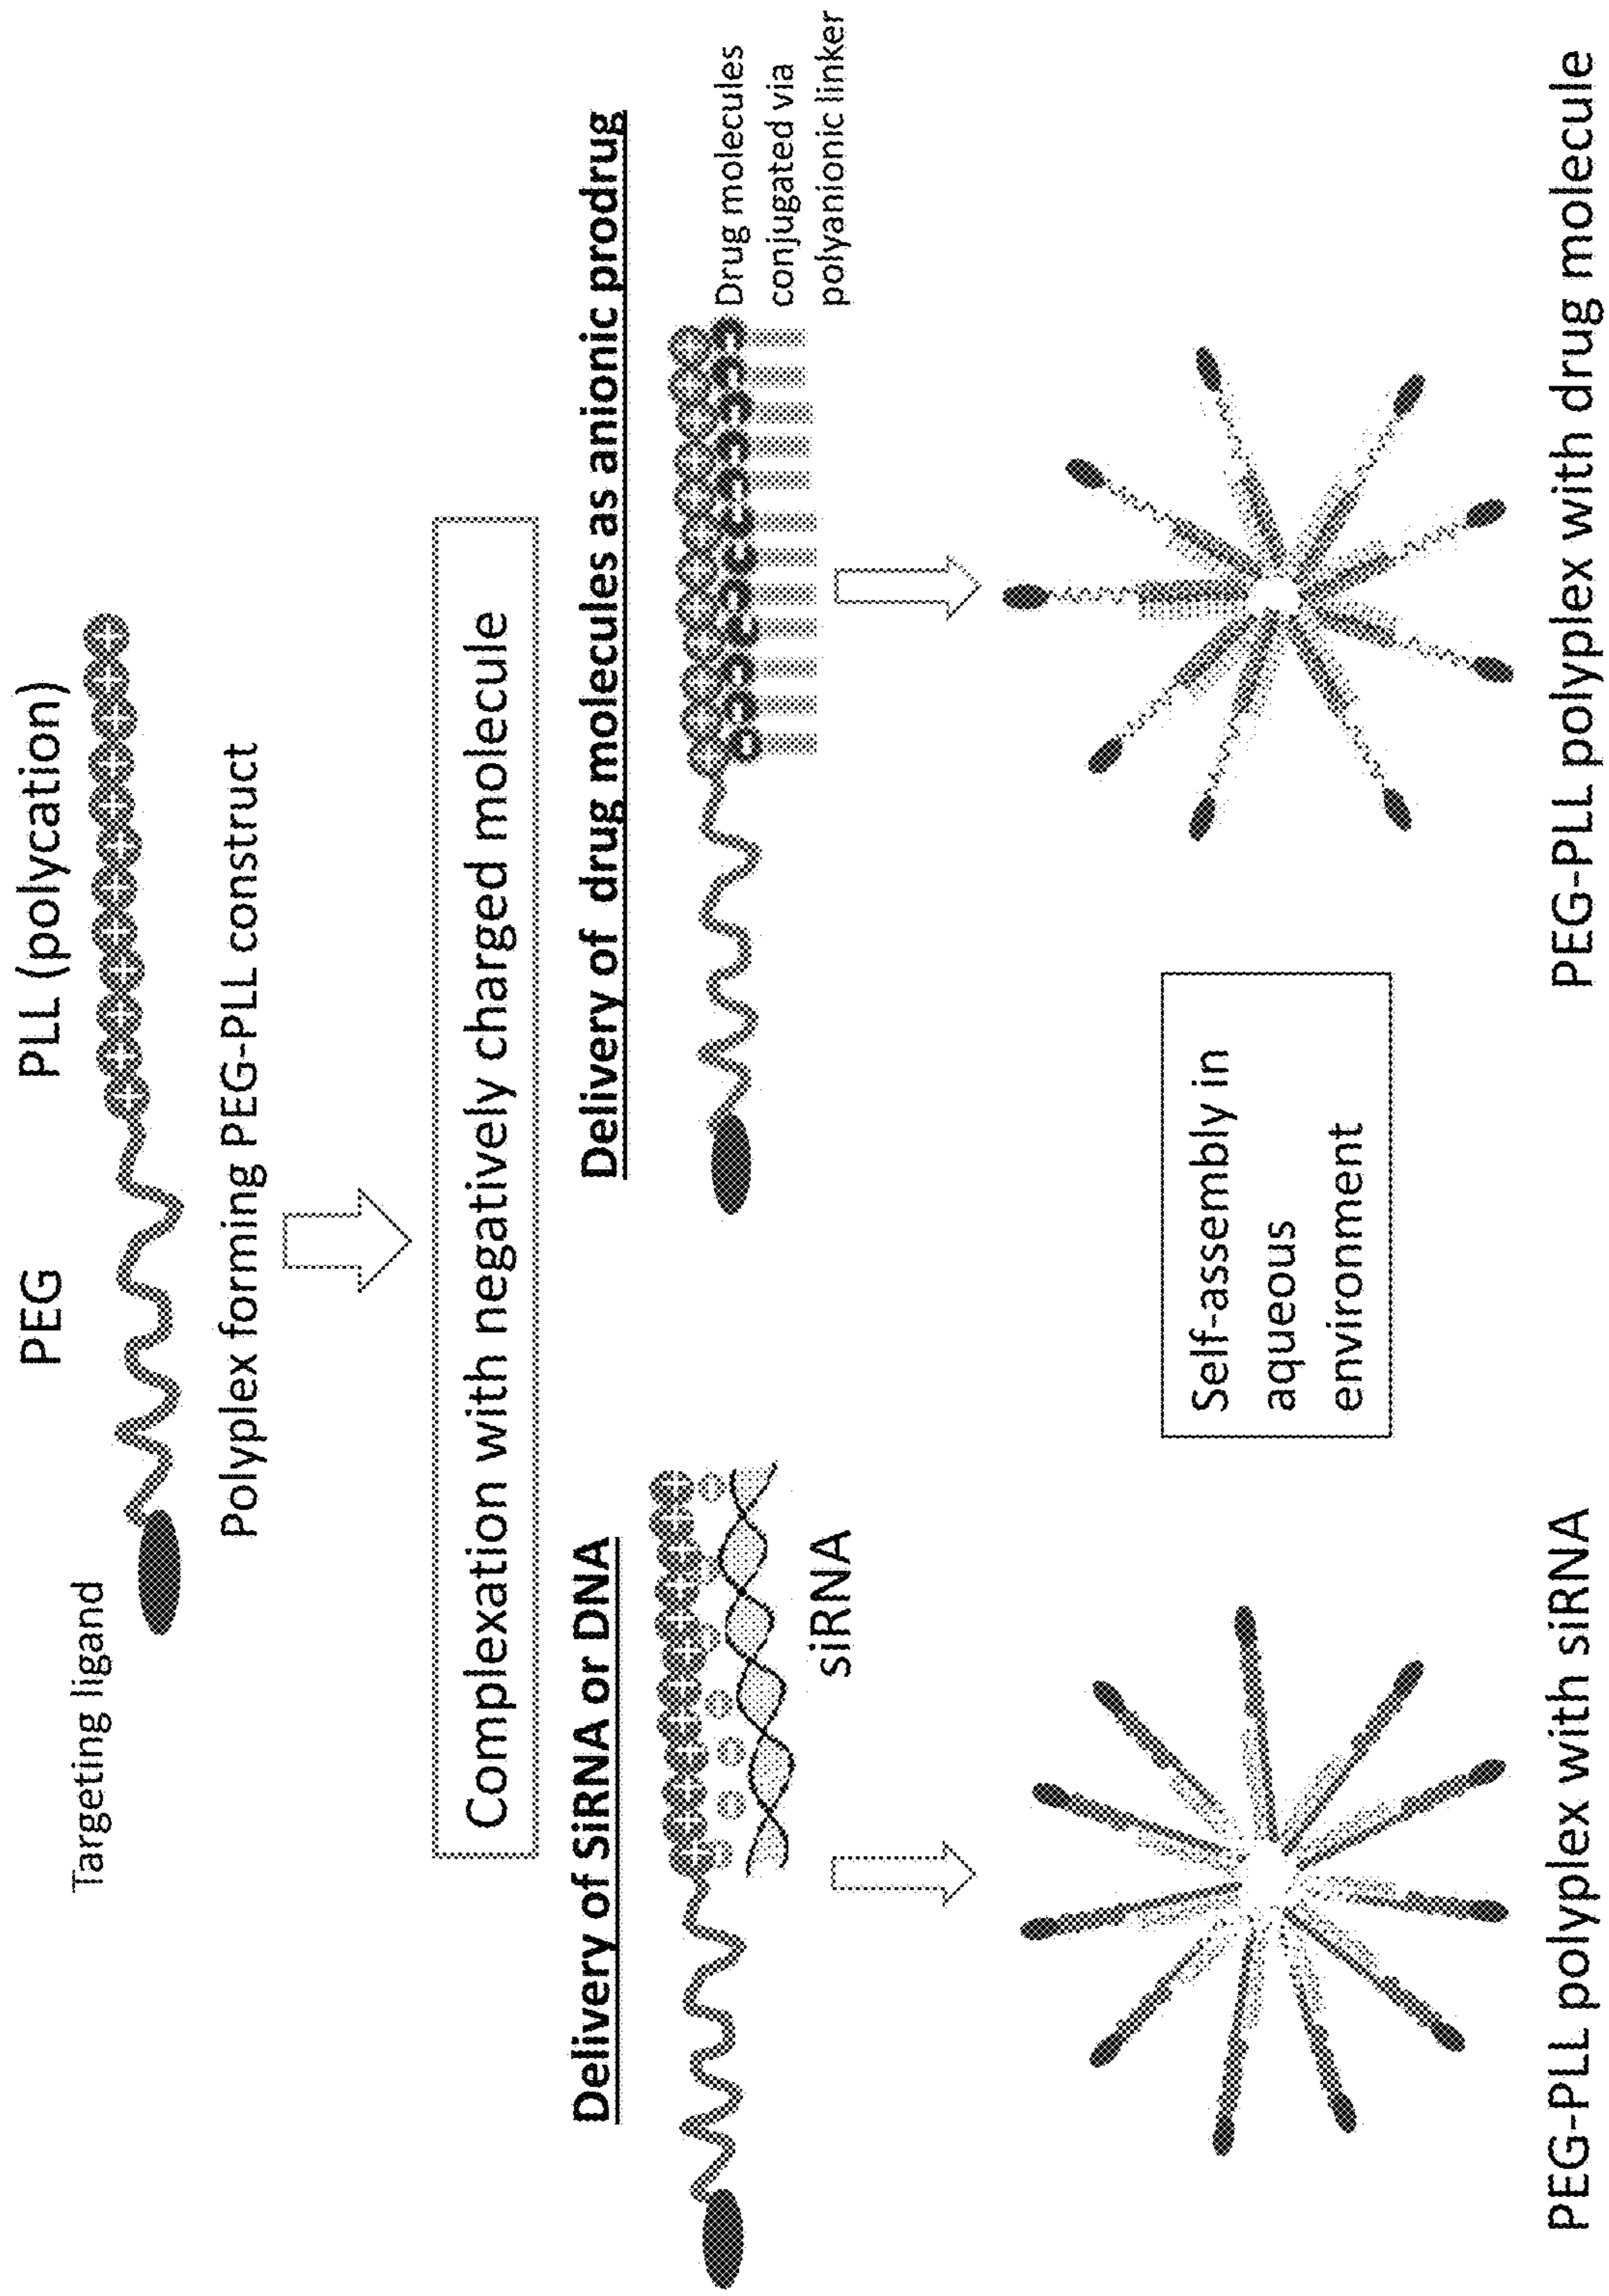 PEG
PLL (polycation)
Targeting ligand
Polyplex forming PEG-PLL construct
Complexation with negatively charged molecule
Delivery of SiRNA or DNA
Delivery of drug molecules as anionic prodrug
Drug molecules
conjugated via
polyanionic linker
siRNA
Self-assembly in
aqueous
environment
PEG-PLL polyplex with siRNA
PEG-PLL polyplex with drug molecule